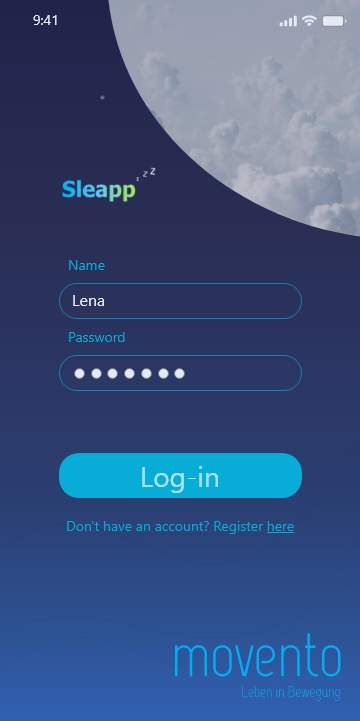 9:41
Sleapp z z z
Name
Lena
Password
Log-in
Don't have an account? Register here
movento
Leben in Bewegung